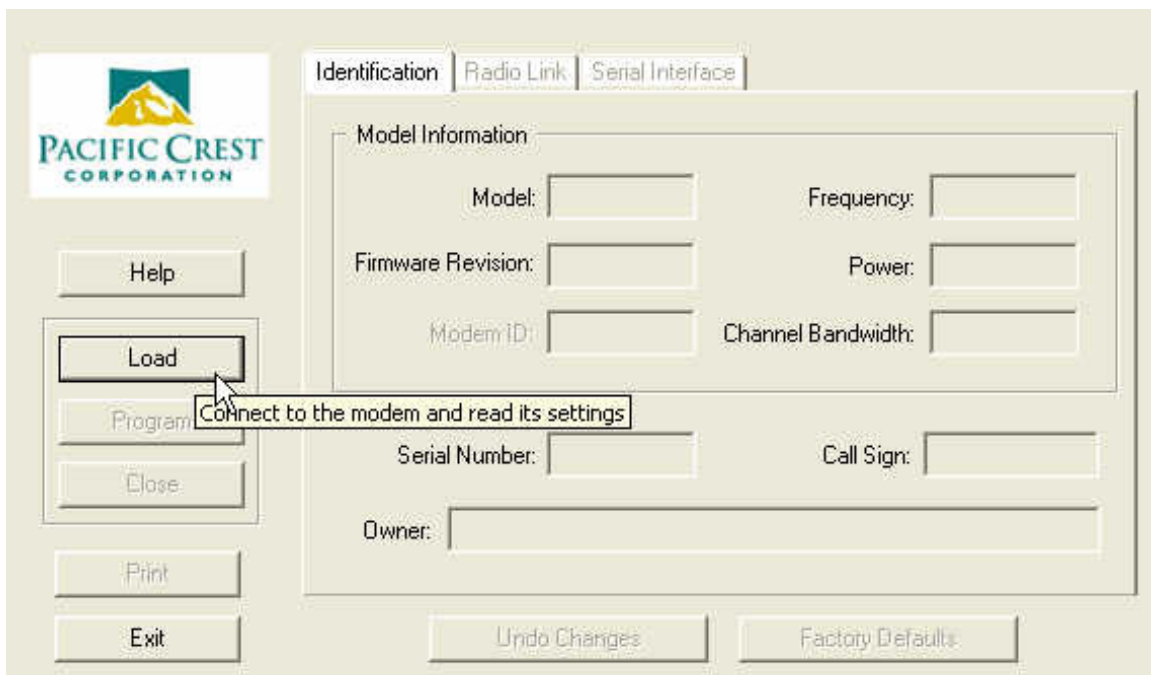 PACIFIC CREST
CORPORATION
Help
Load
Program
Close
Print
Exit
Identification Radio Link Serial Interface
Model Information
Model: Frequency:
Firmware Revision: Power:
Modem ID: Channel Bandwidth:
Connect to the modem and read its settings
Serial Number: Call Sign:
Owner:
Undo Changes Factory Defaults